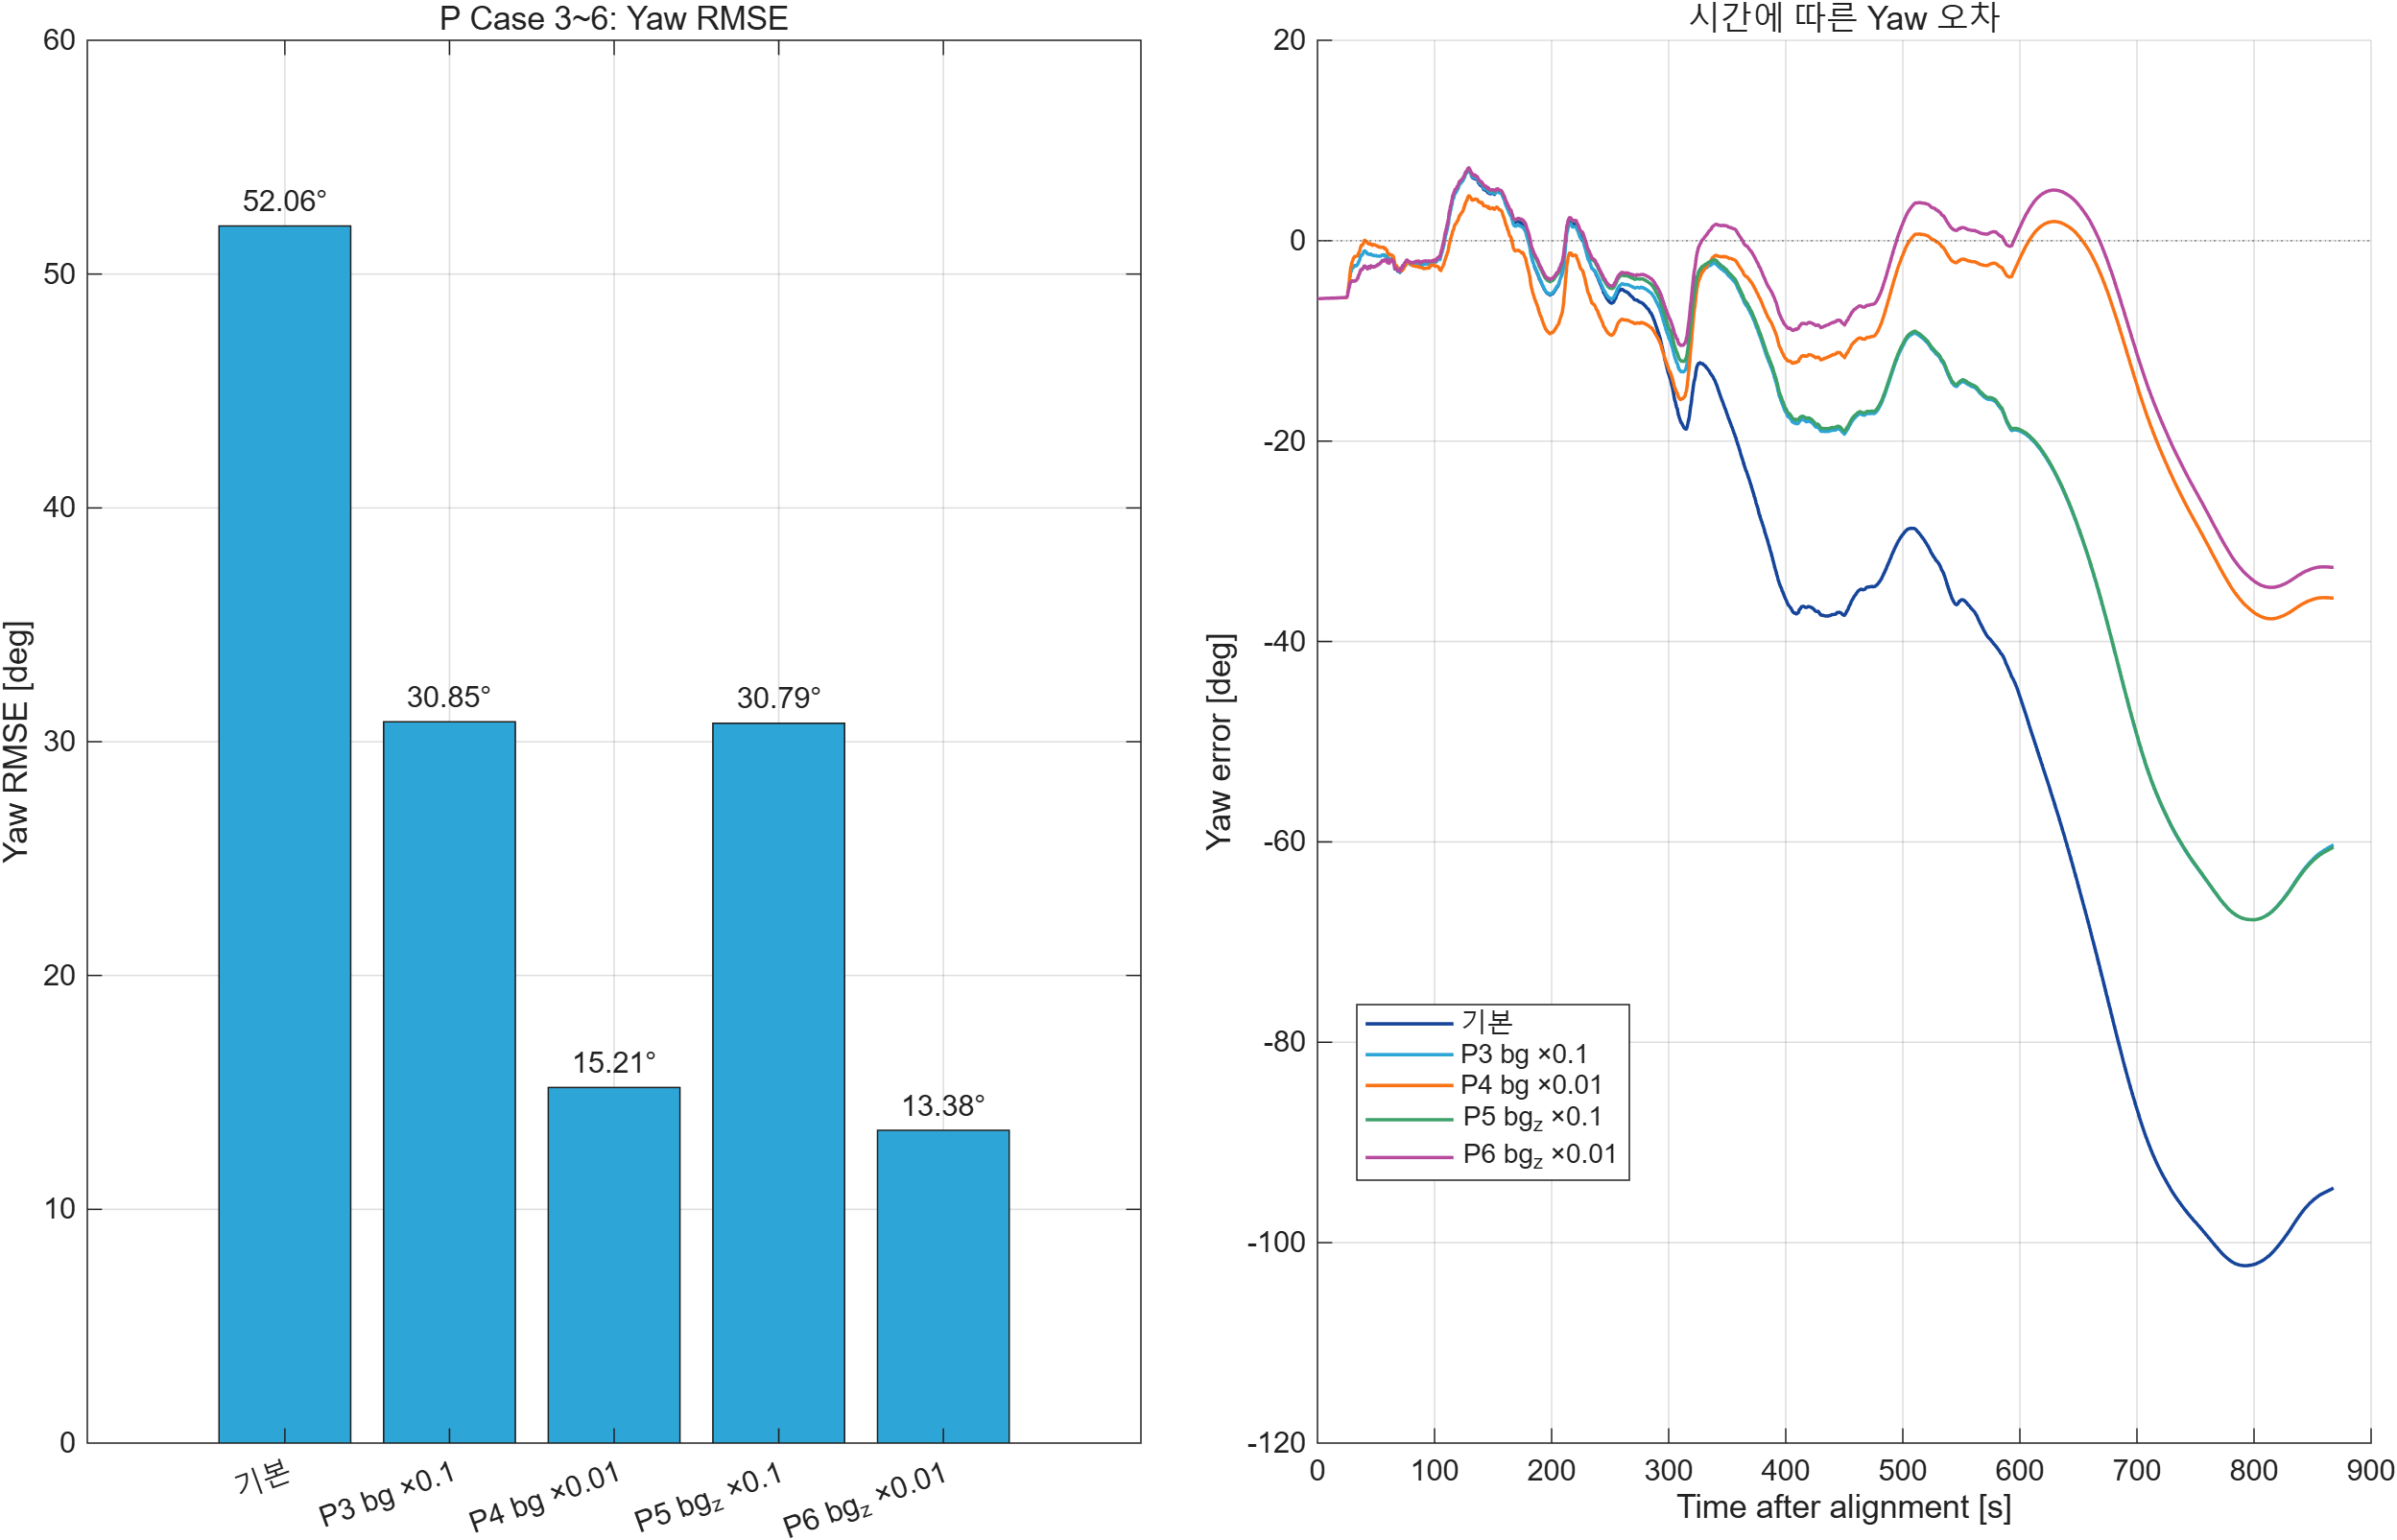 P Case 3~6: Yaw RMSE
Yaw RMSE [deg]
60
50
40
30
20
10
0
52.06°
30.85°
15.21°
30.79°
13.38°
기본
P3 bg ×0.1
P4 bg ×0.01
P5 bgz ×0.1
P6 bgz ×0.01
시간에 따른 Yaw 오차
Yaw error [deg]
20
0
-20
-40
-60
-80
-100
-120
기본
P3 bg ×0.1
P4 bg ×0.01
P5 bgz ×0.1
P6 bgz ×0.01
0 100 200 300 400 500 600 700 800 900
Time after alignment [s]